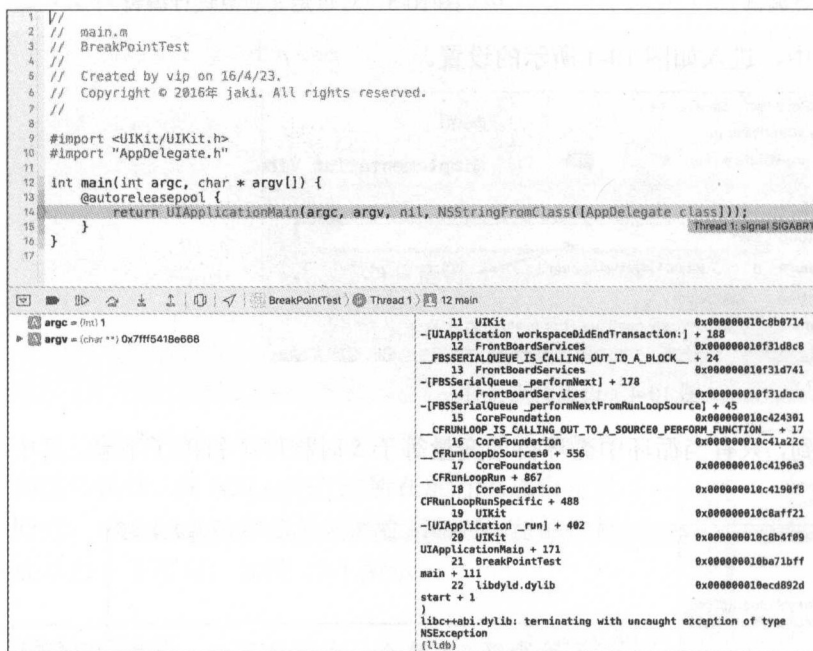 1 //
2 // main.m
3 // BreakPointTest
4 //
5 // Created by vip on 16/4/23.
6 // Copyright © 2016年 jaki. All rights reserved.
7 //
8
9 #import <UIKit/UIKit.h>
10 #import "AppDelegate.h"
11
12 int main(int argc, char * argv[]) {
13 @autoreleasepool {
14 return UIApplicationMain(argc, argv, nil, NSStringFromClass([AppDelegate class]));
Thread 1: signal SIGABRT
15 }
16 }
17
BreakPointTest Thread 1 12 main
argc = (int) 1
argv = (char **) 0x7fff5418e668
11 UIKit 0x000000010c8b0714
-[UIApplication workspaceDidEndTransaction:] + 188
12 FrontBoardServices 0x000000010f31d8c8
__FBSSERIALQUEUE_IS_CALLING_OUT_TO_A_BLOCK__ + 24
13 FrontBoardServices 0x000000010f31d741
-[FBSSerialQueue _performNext] + 178
14 FrontBoardServices 0x000000010f31daca
-[FBSSerialQueue _performNextFromRunLoopSource] + 45
15 CoreFoundation 0x000000010c424301
__CFRUNLOOP_IS_CALLING_OUT_TO_A_SOURCE0_PERFORM_FUNCTION__ + 17
16 CoreFoundation 0x000000010c41a22c
__CFRunLoopDoSources0 + 556
17 CoreFoundation 0x000000010c4196e3
__CFRunLoopRun + 867
18 CoreFoundation 0x000000010c4190f8
CFRunLoopRunSpecific + 488
19 UIKit 0x000000010c8aff21
-[UIApplication _run] + 402
20 UIKit 0x000000010c8b4f09
UIApplicationMain + 171
21 BreakPointTest 0x000000010ba71bff
main + 111
22 libdyld.dylib 0x000000010ecd892d
start + 1
)
libc++abi.dylib: terminating with uncaught exception of type
NSException
(lldb)